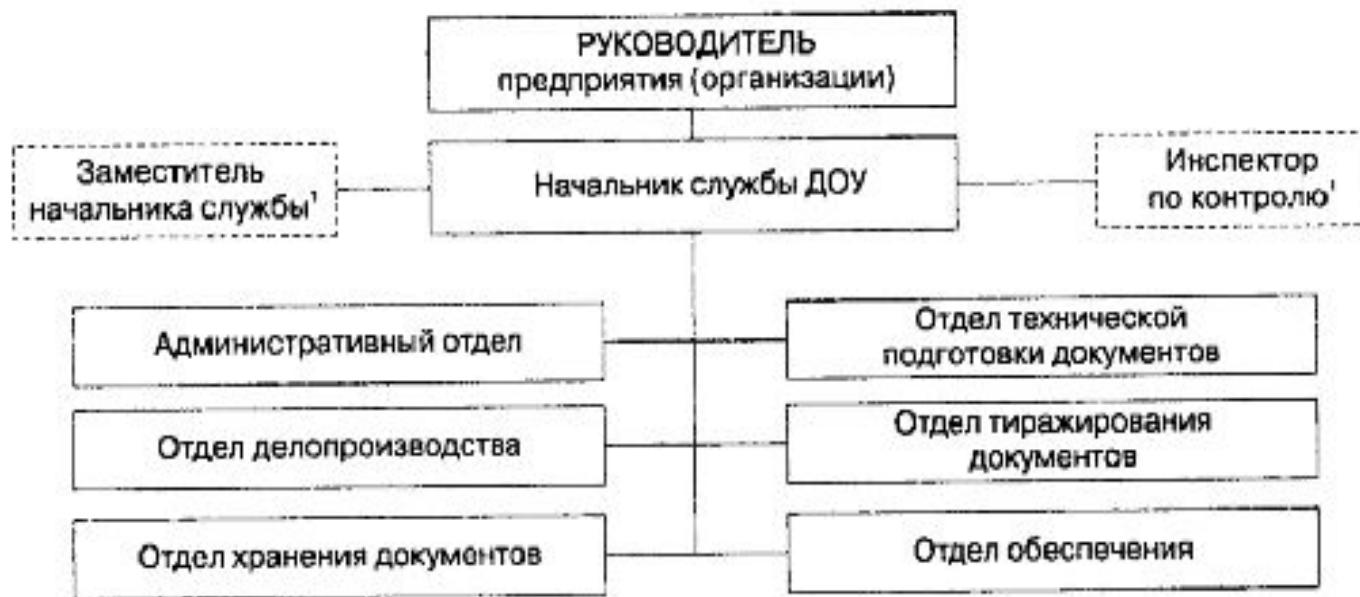 РУКОВОДИТЕЛЬ
предприятия (организации)
Заместитель
начальника службы¹
Начальник службы ДОУ
Инспектор
по контролю¹
Административный отдел
Отдел технической
подготовки документов
Отдел делопроизводства
Отдел тиражирования
документов
Отдел хранения документов
Отдел обеспечения